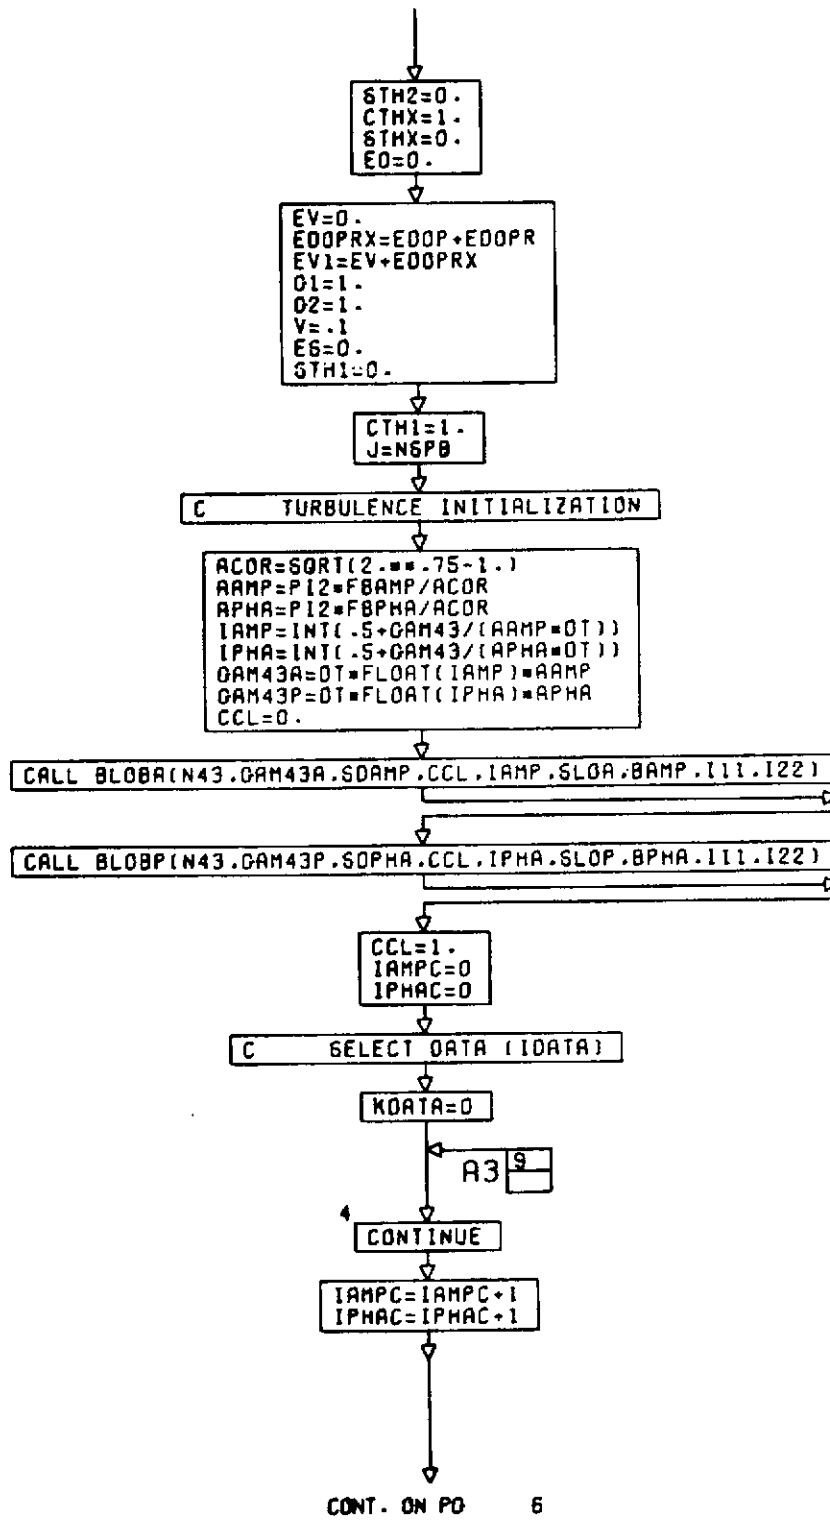 STH2=0.
CTHX=1.
STHX=0.
E0=0.
EV=0.
EDOPRX=EDOP+EDOPR
EV1=EV+EDOPRX
D1=1.
D2=1.
V=.1
ES=0.
STH1=0.
CTH1=1.
J=NSPB
C TURBULENCE INITIALIZATION
ACOR=SQRT(2.**.75-1.)
AAMP=PI2*FBAMP/ACOR
APHA=PI2*FBPHA/ACOR
IAMP=INT(.5+GAM43/(AAMP*DT))
IPHA=INT(.5+GAM43/(APHA*DT))
GAM43A=DT*FLOAT(IAMP)*AAMP
GAM43P=DT*FLOAT(IPHA)*APHA
CCL=0.
CALL BLOBA(N43,GAM43A,SDAMP,CCL,IAMP,SLOA,BAMP,I11,I22)
CALL BLOBP(N43,GAM43P,SDPHA,CCL,IPHA,SLOP,BPHA,I11,I22)
CCL=1.
IAMPC=0
IPHAC=0
C SELECT DATA (IDATA)
KDATA=0
A3 9
4
CONTINUE
IAMPC=IAMPC+1
IPHAC=IPHAC+1
CONT. ON PG 6